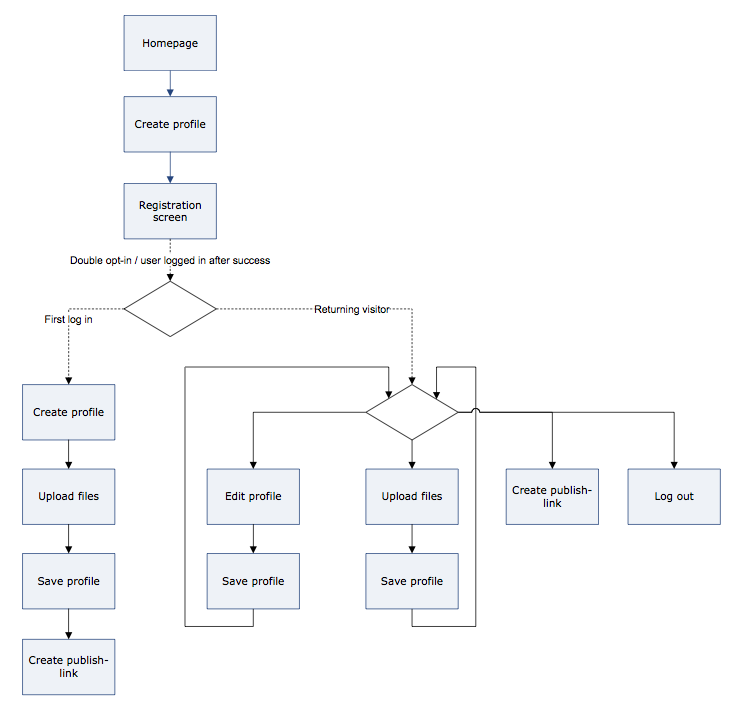 Homepage
Create profile
Registration
screen
Double opt-in / user logged in after success
First log in
Returning visitor
Create profile
Upload files
Edit profile
Upload files
Create publish-
link
Log out
Save profile
Save profile
Save profile
Create publish-
link